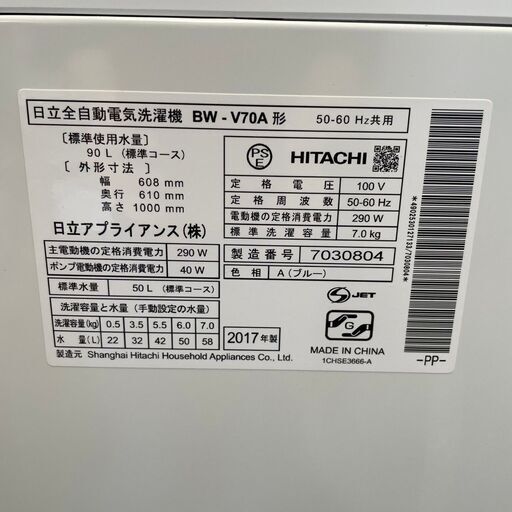 日立全自動電気洗濯機 BW - V70A 形 50-60 Hz共用
〔標準使用水量〕
90 L（標準コース）
〔外形寸法〕
幅 608 mm
奥行 610 mm
高さ 1000 mm
日立アプライアンス(株)
主電動機の定格消費電力 290 W
ポンプ電動機の定格消費電力 40 W
標準水量 50 L（標準コース）
洗濯容量と水量（手動設定の水量）
洗濯容量(kg) 0.5 3.5 5.5 6.0 7.0
水量(L) 22 32 42 50 58
製造元 Shanghai Hitachi Household Appliances Co., Ltd.
2017年製
PS
E
HITACHI
定格電圧 100 V
定格周波数 50-60 Hz
電動機の定格消費電力 290 W
標準洗濯容量 7.0kg
製造番号 7030804
色相 A（ブルー）
S JET
G
MADE IN CHINA
1CHSE3666-A
*4902530127133/7030804*
-PP-